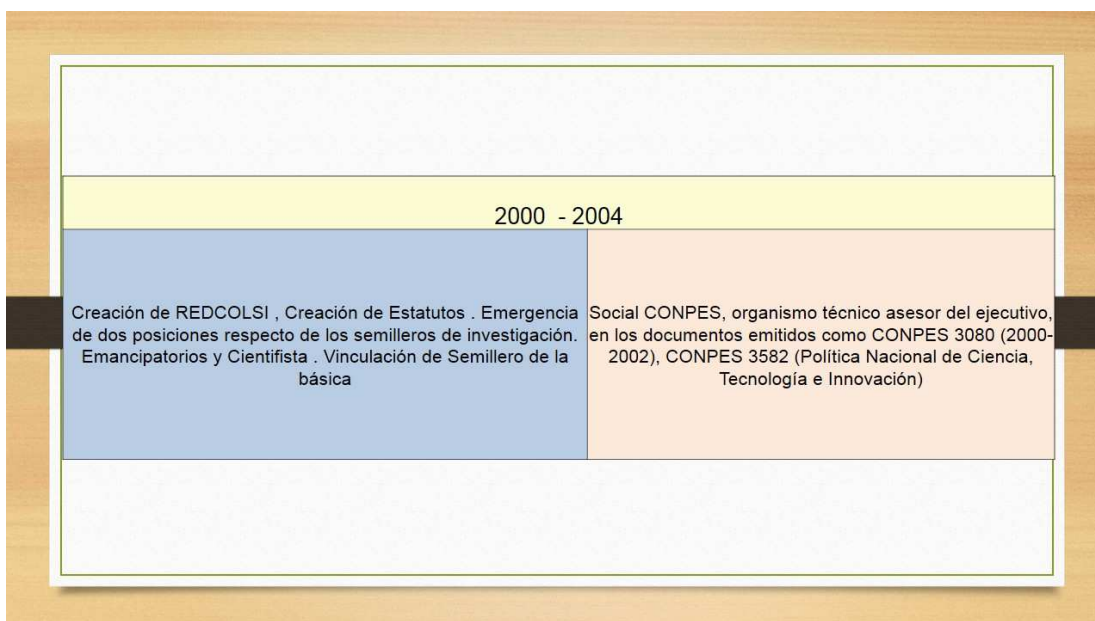 2000 - 2004
Creación de REDCOLSI , Creación de Estatutos . Emergencia
de dos posiciones respecto de los semilleros de investigación.
Emancipatorios y Cientifista . Vinculación de Semillero de la
básica
Social CONPES, organismo técnico asesor del ejecutivo,
en los documentos emitidos como CONPES 3080 (2000-
2002), CONPES 3582 (Política Nacional de Ciencia,
Tecnología e Innovación)